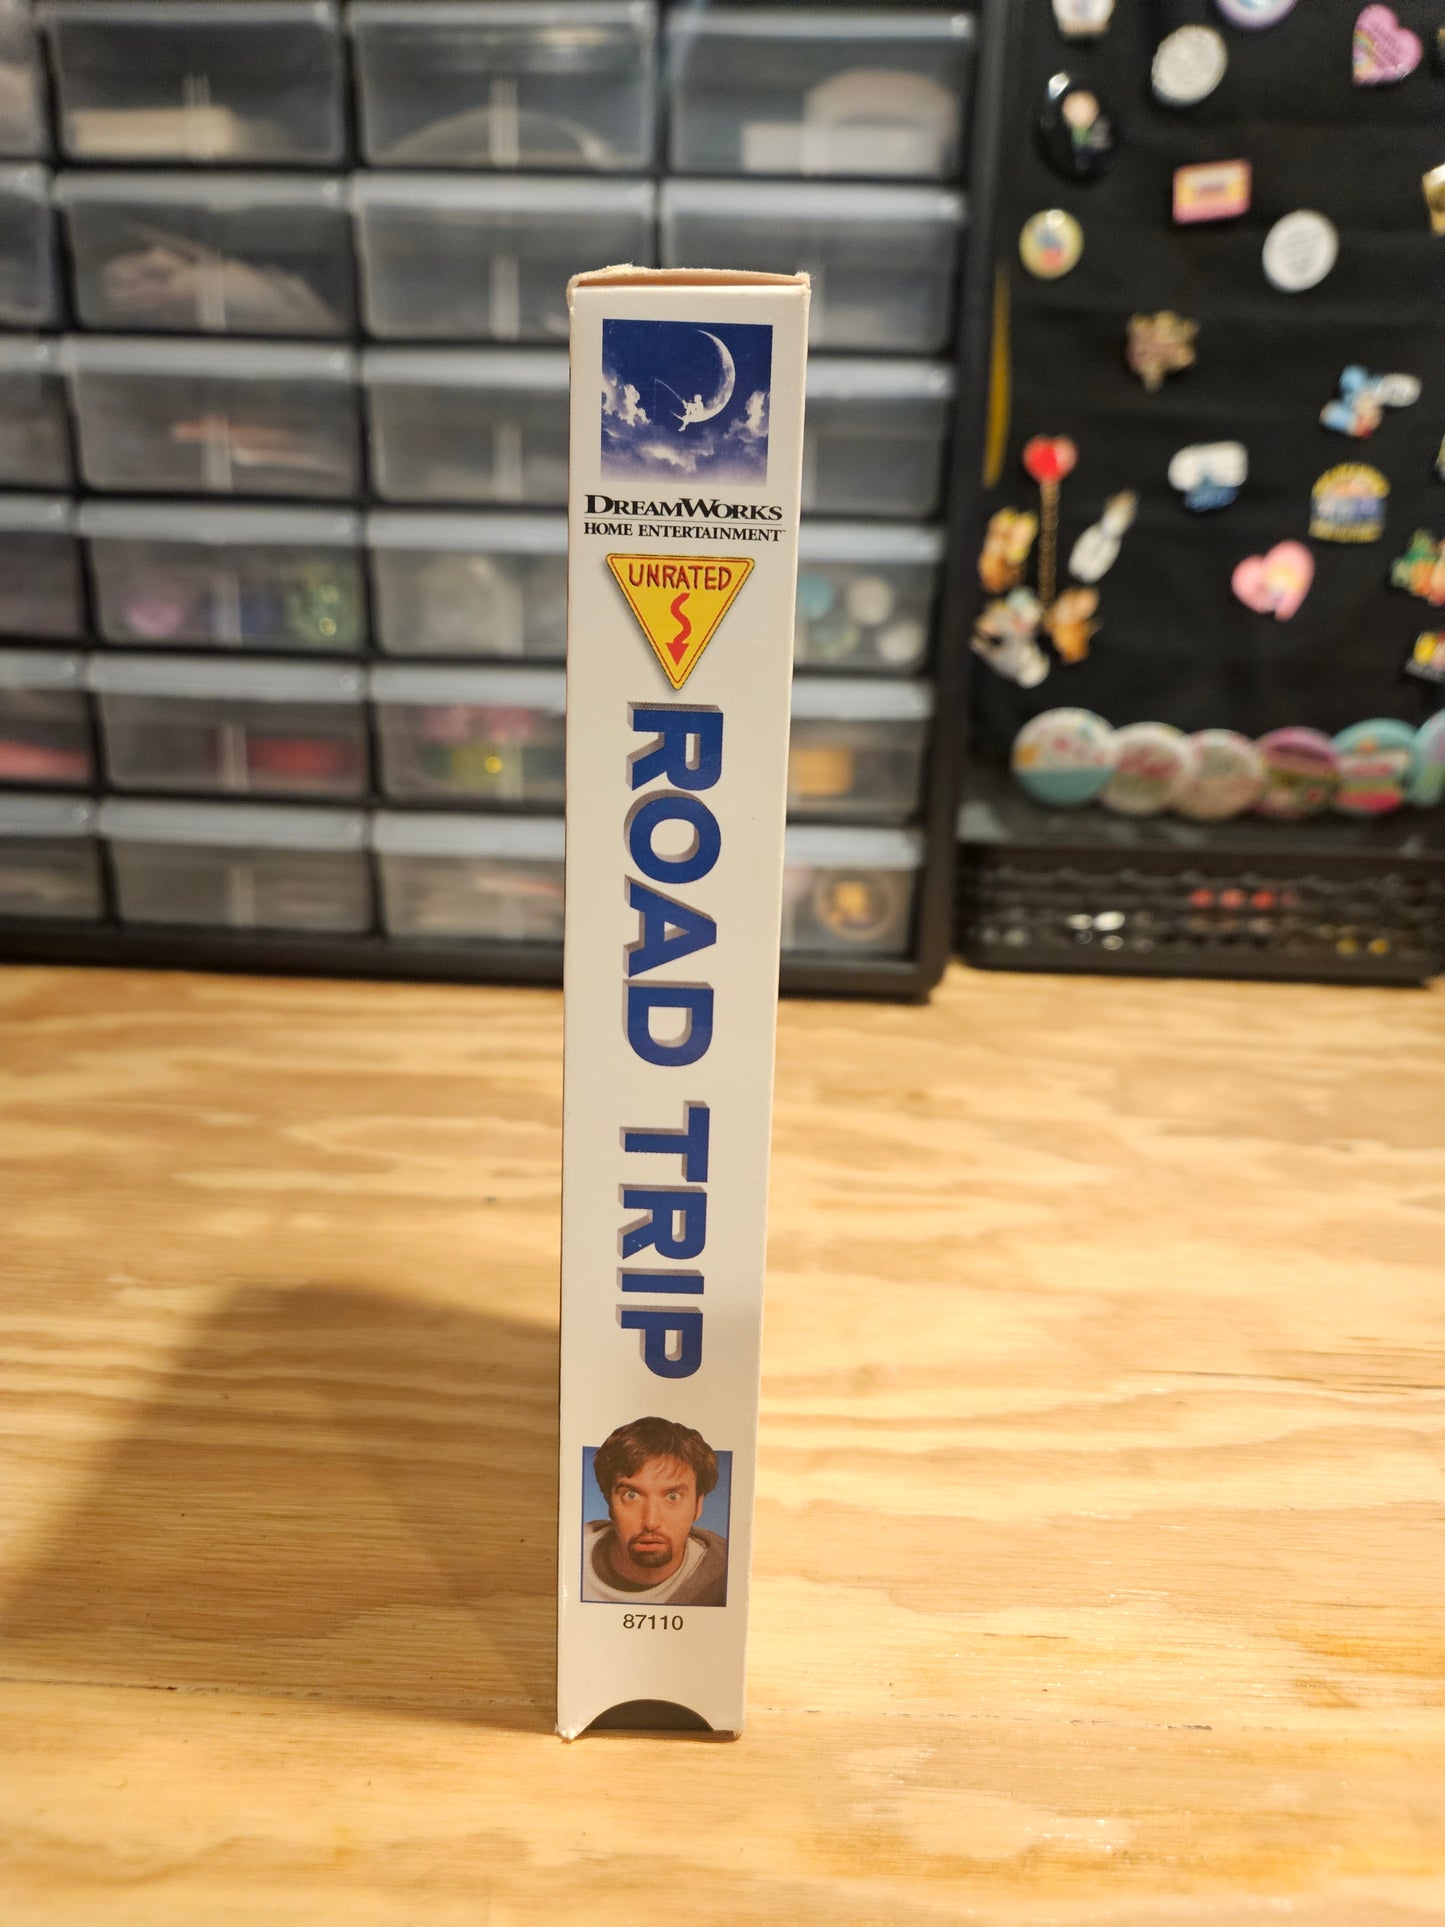 DREAMWORKS
HOME ENTERTAINMENT
UNRATED
ROAD TRIP
87110